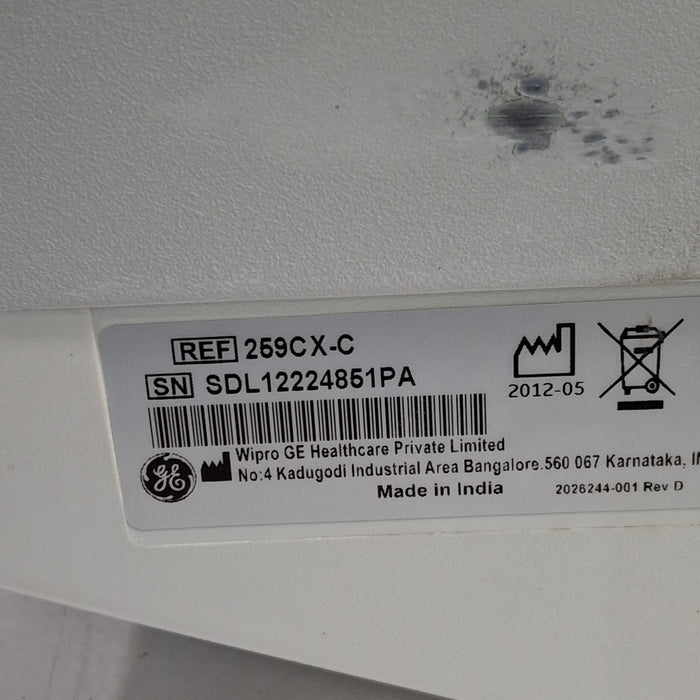 REF 259CX-C
SN SDL12224851PA
2012-05
GE
Wipro GE Healthcare Private Limited
No:4 Kadugodi Industrial Area Bangalore.560 067 Karnataka,
Made in India
2026244-001 Rev D